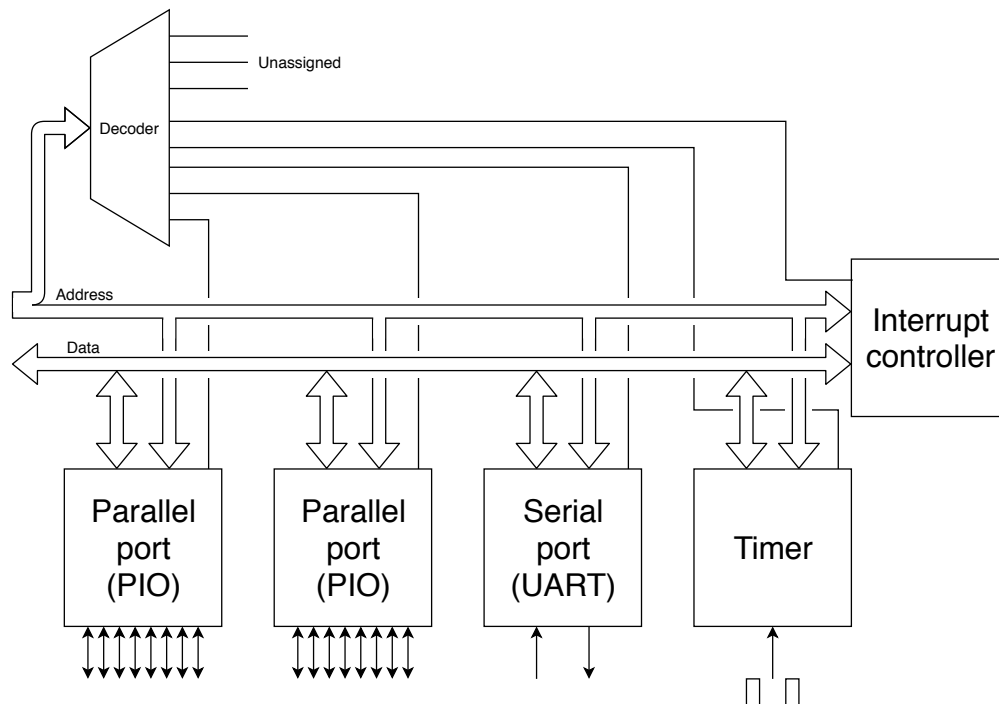 Unassigned
Decoder
Address
Data
Interrupt
controller
Parallel
port
(PIO)
Parallel
port
(PIO)
Serial
port
(UART)
Timer